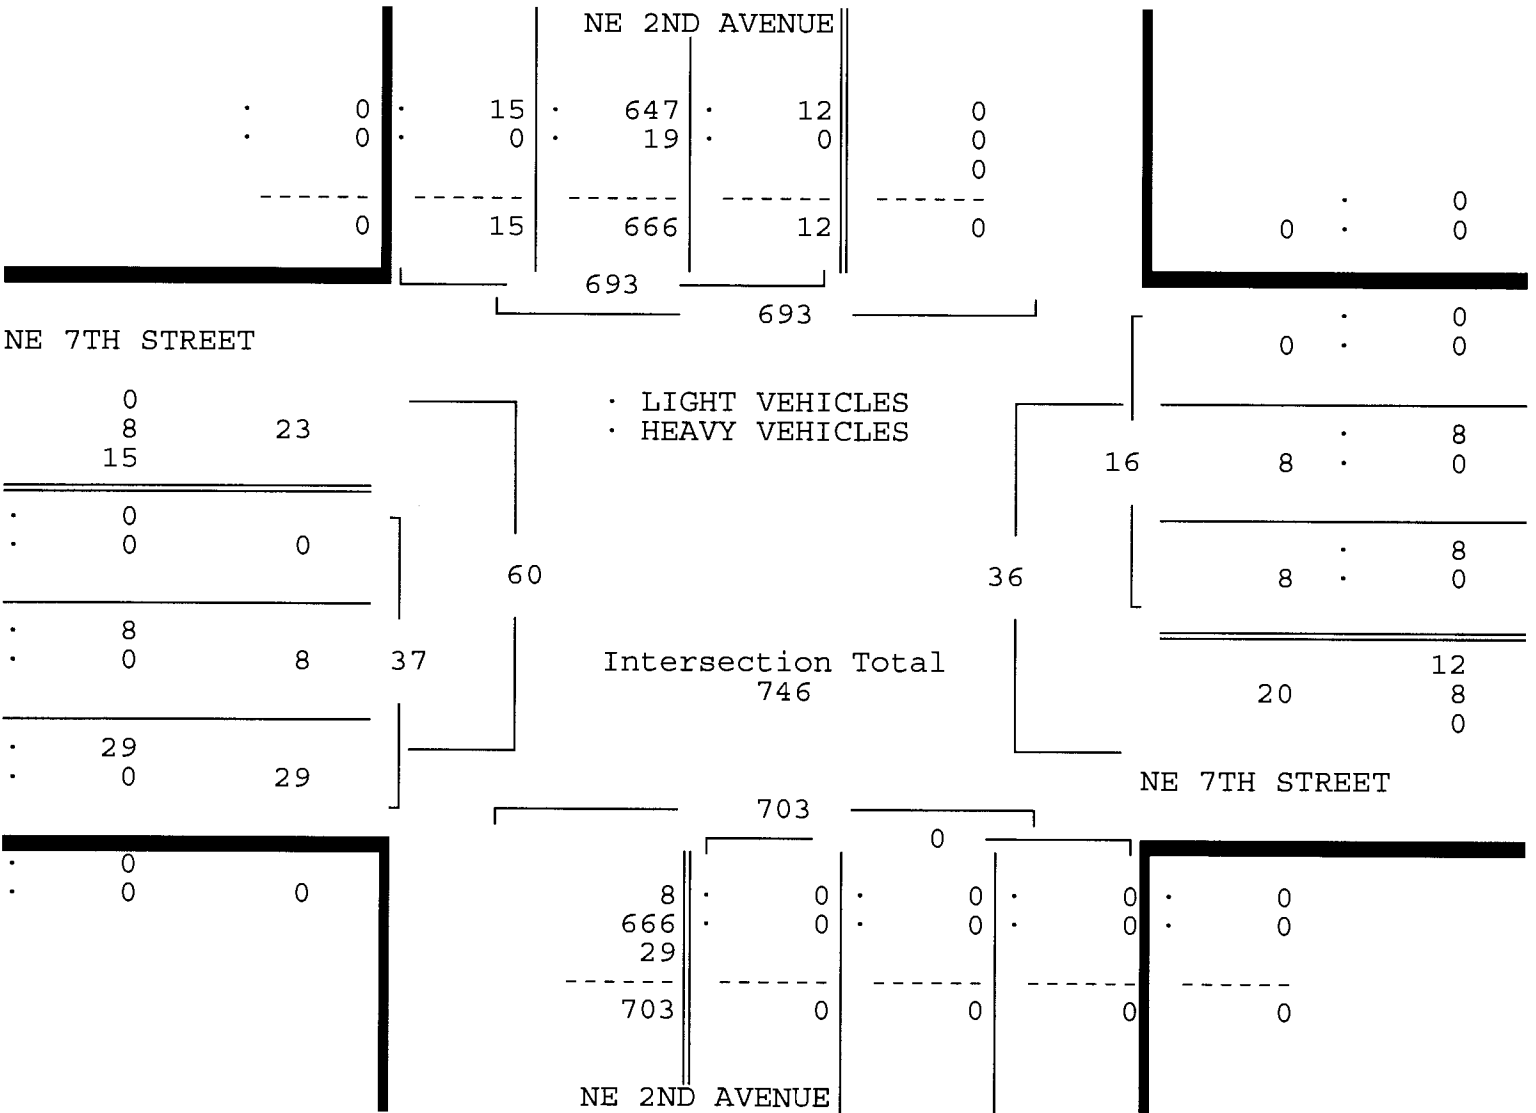 NE 2ND AVENUE
· 0 · 15 · 647 · 12 0
· 0 · 0 · 19 · 0 0
0
------ ------ ------ ------ ------
0 15 666 12 0
· 0
0 · 0
693
693
· 0
0 · 0
NE 7TH STREET
0
8 23
15
· LIGHT VEHICLES
· HEAVY VEHICLES
· 8
16 8 · 0
· 0
· 0 0
60
36
· 8
8 · 0
· 8
· 0 8 37
Intersection Total
746
12
20 8
0
· 29
· 0 29
NE 7TH STREET
703
0
· 0
· 0 0
8 · 0 · 0 · 0 · 0
666 · 0 · 0 · 0 · 0
29
------ ------ ------ ------ ------
703 0 0 0 0
NE 2ND AVENUE